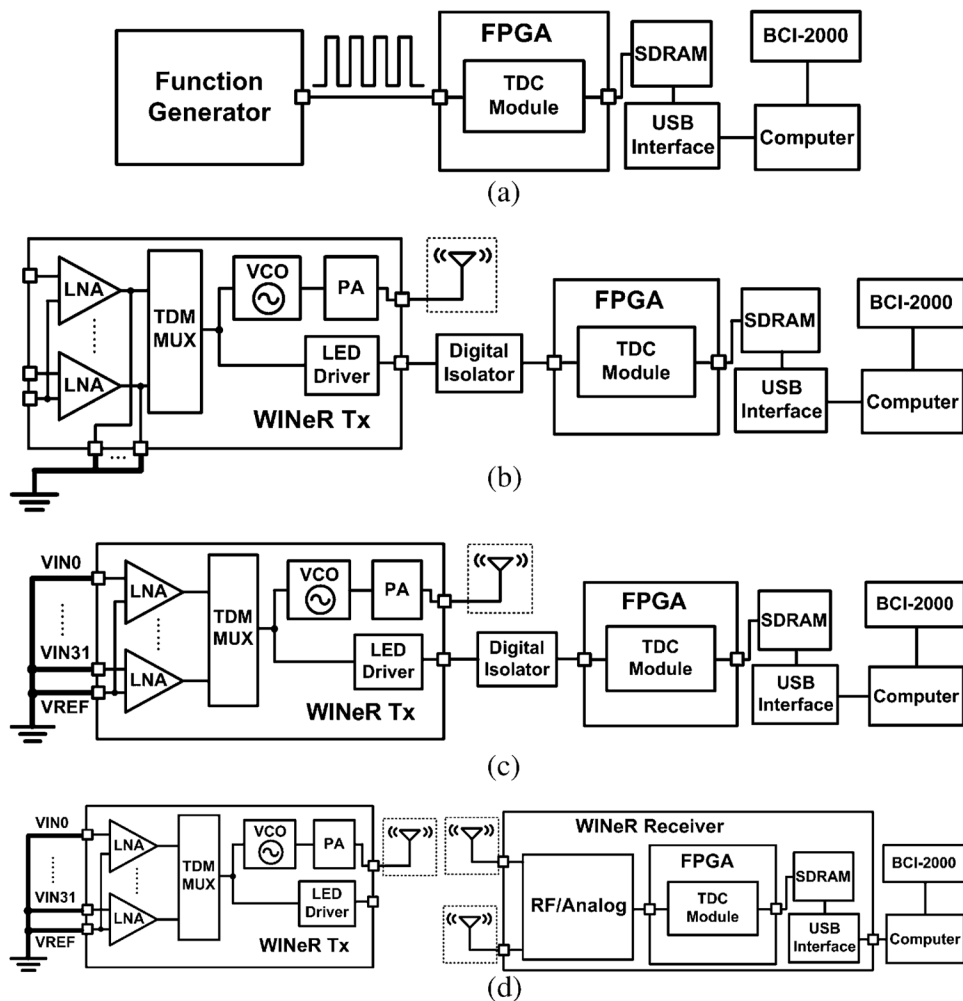 Function
Generator
FPGA
TDC
Module
SDRAM
USB
Interface
BCI-2000
Computer
(a)
LNA
LNA
TDM
MUX
VCO
PA
LED
Driver
WINeR Tx
Digital
Isolator
FPGA
TDC
Module
SDRAM
USB
Interface
BCI-2000
Computer
(b)
VIN0
VIN31
VREF
LNA
LNA
TDM
MUX
VCO
PA
LED
Driver
WINeR Tx
Digital
Isolator
FPGA
TDC
Module
SDRAM
USB
Interface
BCI-2000
Computer
(c)
VIN0
VIN31
VREF
LNA
LNA
TDM
MUX
VCO
PA
LED
Driver
WINeR Tx
WINeR Receiver
RF/Analog
FPGA
TDC
Module
SDRAM
USB
Interface
BCI-2000
Computer
(d)